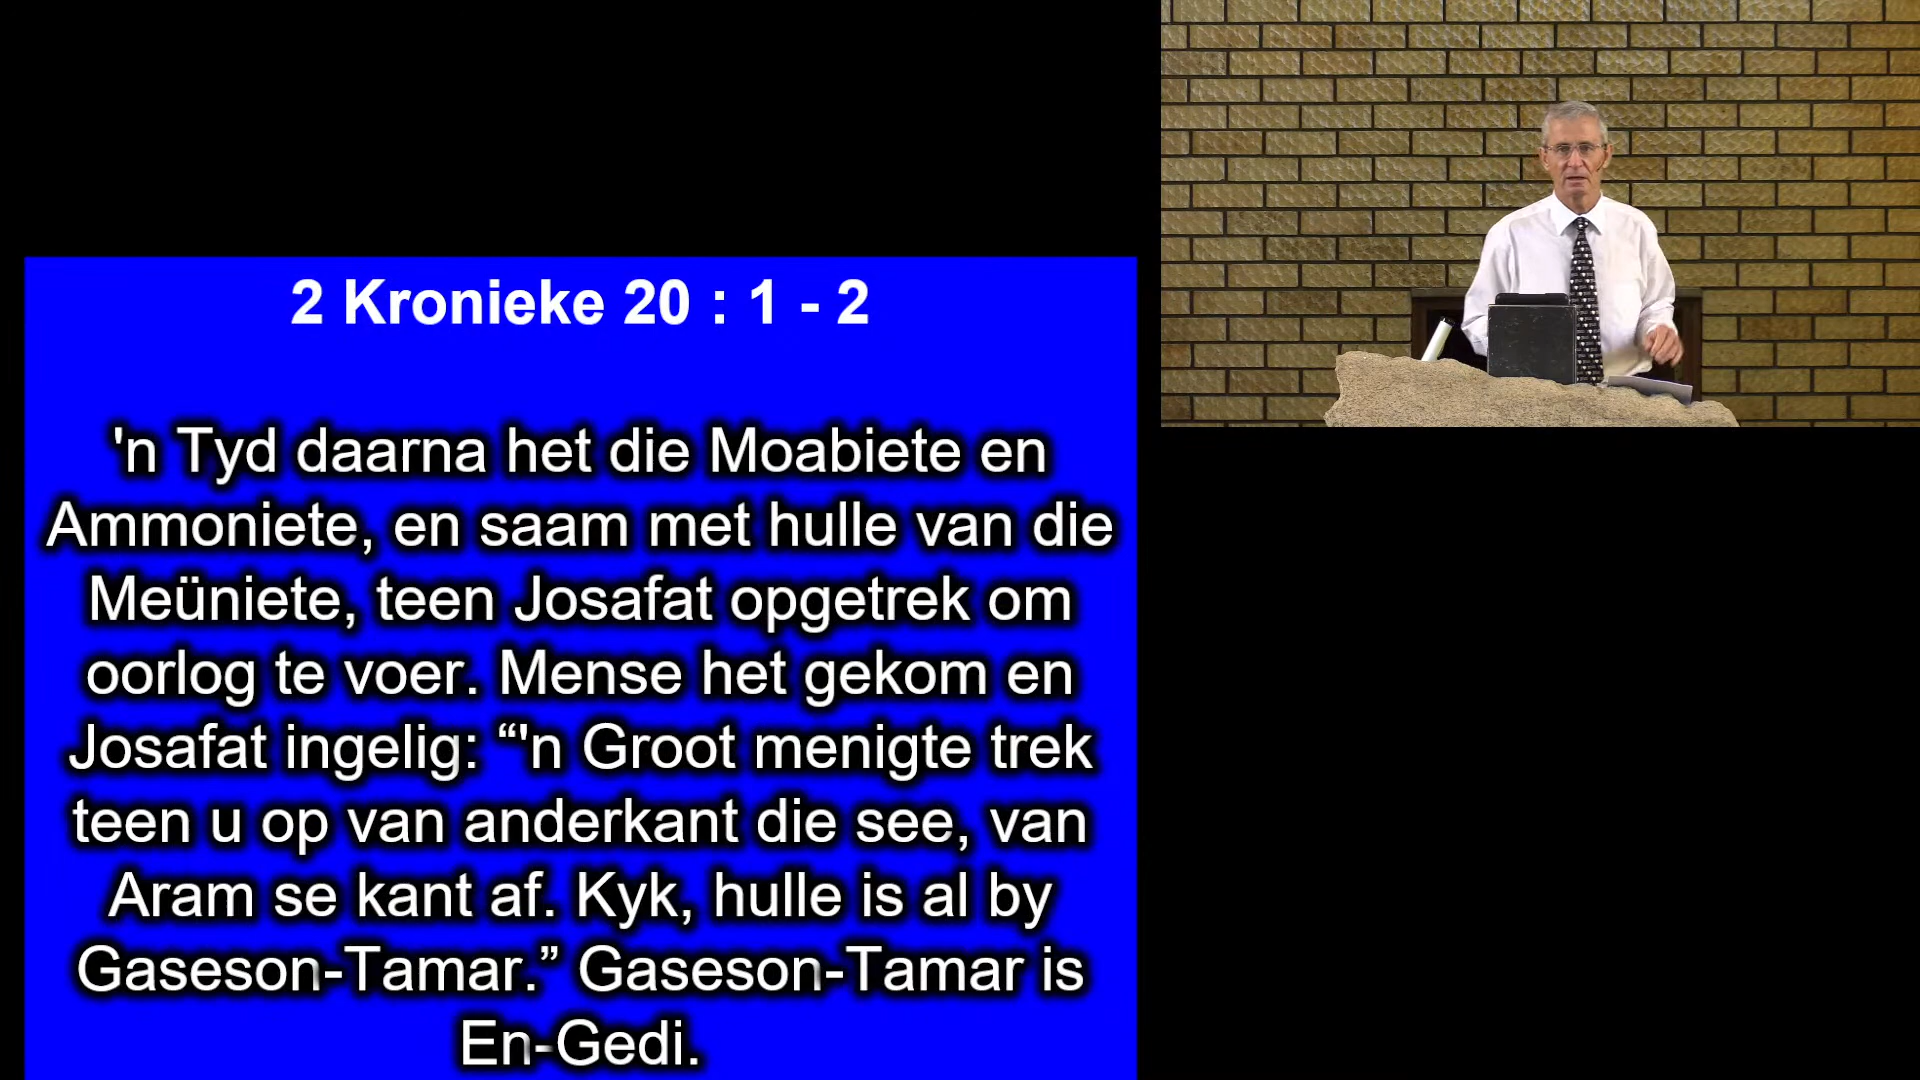 2 Kronieke 20 : 1 - 2
'n Tyd daarna het die Moabiete en
Ammoniete, en saam met hulle van die
Meüniete, teen Josafat opgetrek om
oorlog te voer. Mense het gekom en
Josafat ingelig: “'n Groot menigte trek
teen u op van anderkant die see, van
Aram se kant af. Kyk, hulle is al by
Gaseson-Tamar.” Gaseson-Tamar is
En-Gedi.